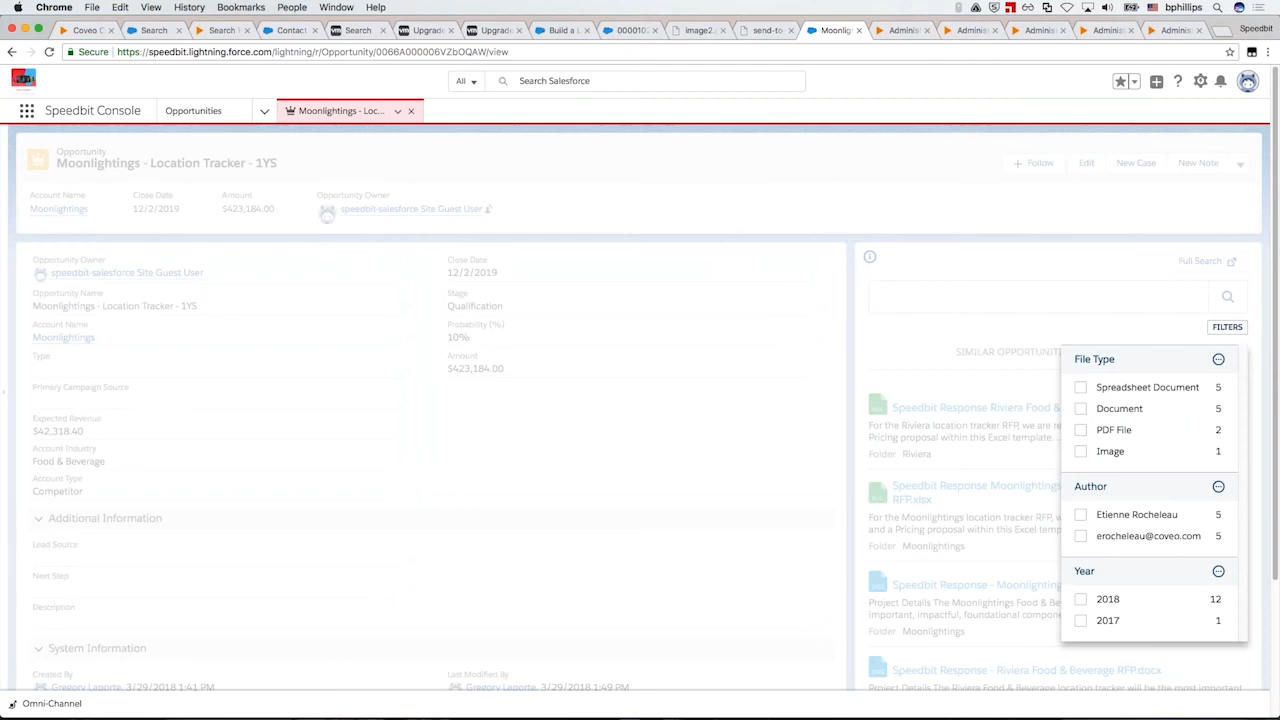 Chrome File Edit View History Bookmarks People Window Help bphillips
Coveo C Search Search Contact Search Upgrade Upgrade Build a L 0000102 image2. send-to Moonlig Adminis Adminis Adminis Adminis Adminis Speedbit
Secure https://speedbit.lightning.force.com/lightning/r/Opportunity/0066A000006VZbOQAW/view
All Search Salesforce
Speedbit Console Opportunities Moonlightings - Loc...
Opportunity
Moonlightings - Location Tracker - 1YS
Follow Edit New Case New Note
Account Name Close Date Amount Opportunity Owner
Moonlightings 12/2/2019 $423,184.00 speedbit-salesforce Site Guest User
Opportunity Owner
speedbit-salesforce Site Guest User
Close Date
12/2/2019
Opportunity Name
Moonlightings - Location Tracker - 1YS
Stage
Qualification
Account Name
Moonlightings
Probability (%)
10%
Type
Amount
$423,184.00
Primary Campaign Source
Expected Revenue
$42,318.40
Account Industry
Food & Beverage
Account Type
Competitor
Additional Information
Lead Source
Next Step
Description
System Information
Created By
Gregory Laporte, 3/29/2018 1:41 PM
Last Modified By
Gregory Laporte, 3/29/2018 1:49 PM
Full Search
FILTERS
SIMILAR OPPORTUNITI
Speedbit Response Riviera Food &
For the Riviera location tracker RFP, we are re
Pricing proposal within this Excel template. ..
Folder Riviera
Speedbit Response Moonlightings
RFP.xlsx
For the Moonlightings location tracker RFP, w
and a Pricing proposal within this Excel temp
Folder Moonlightings
Speedbit Response - Moonlighting
Project Details The Moonlightings Food & Be
important, impactful, foundational compone
Folder Moonlightings
Speedbit Response - Riviera Food & Beverage RFP.docx
Project Details The Riviera Food & Beverage location tracker will be the most important
File Type
Spreadsheet Document 5
Document 5
PDF File 2
Image 1
Author
Etienne Rocheleau 5
erocheleau@coveo.com 5
Year
2018 12
2017 1
Omni-Channel